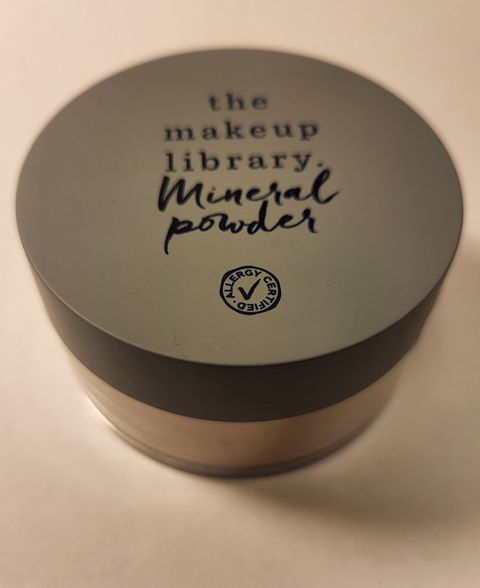 the
makeup
library.
Mineral
powder
ALLERGY CERTIFIED